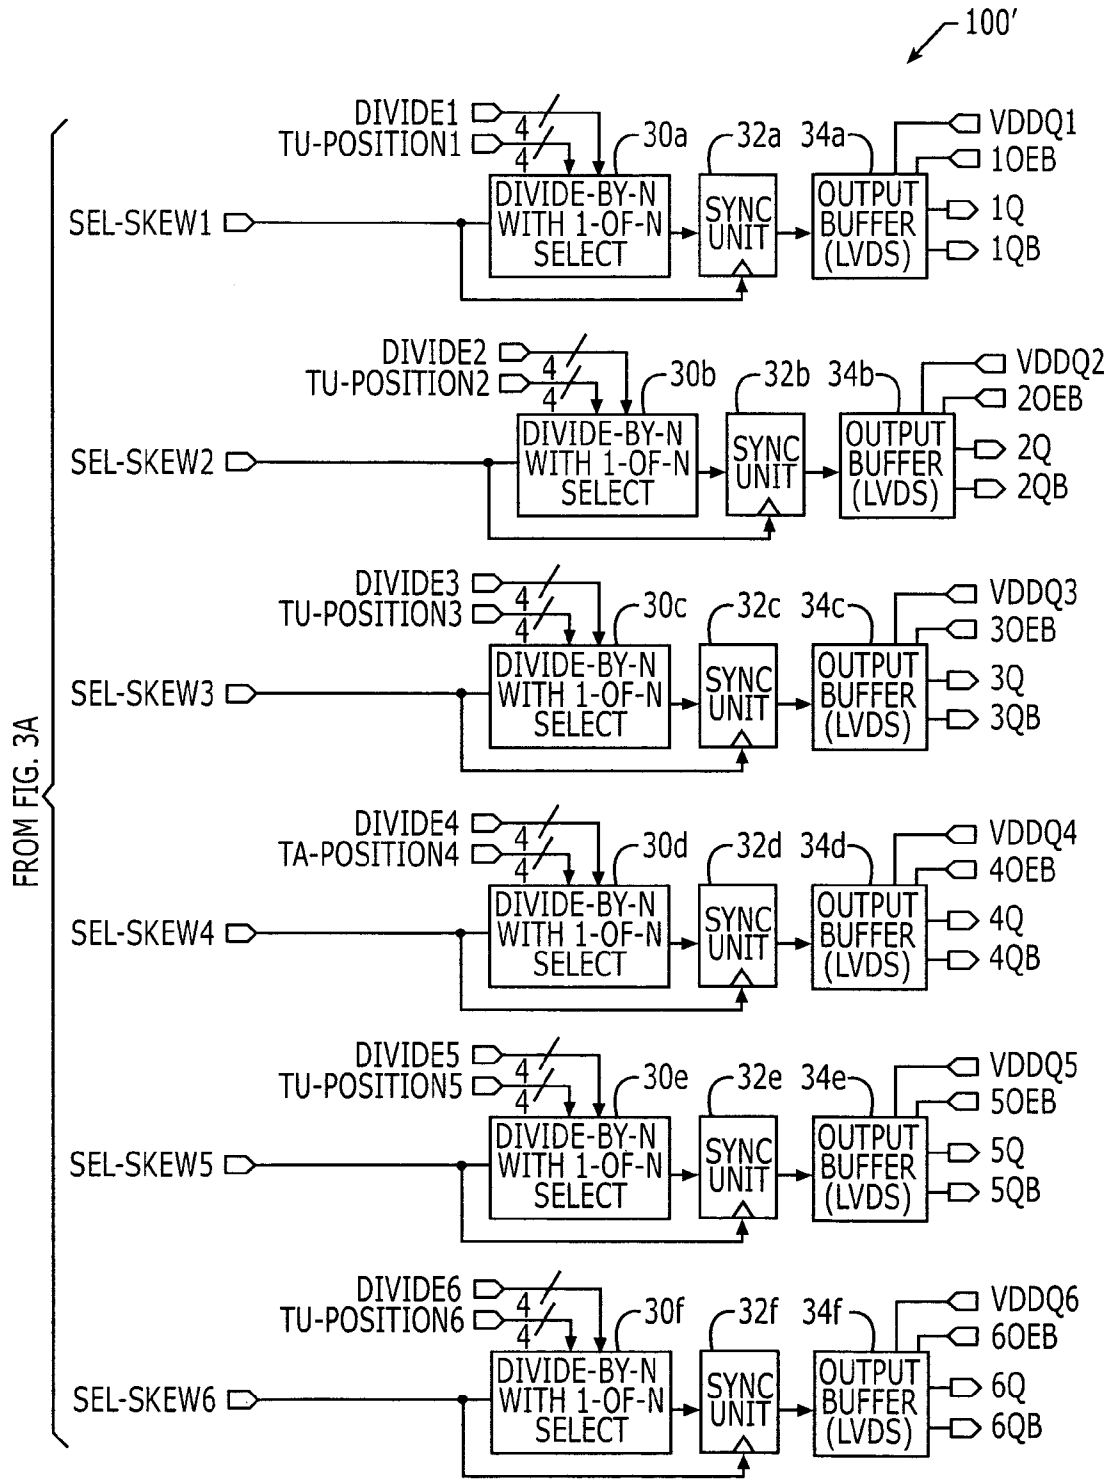 100'
FROM FIG. 3A
DIVIDE1
4
TU-POSITION1
4
30a
32a
34a
VDDQ1
1OEB
SEL-SKEW1
DIVIDE-BY-N
WITH 1-OF-N
SELECT
SYNC
UNIT
OUTPUT
BUFFER
(LVDS)
1Q
1QB
DIVIDE2
4
TU-POSITION2
4
30b
32b
34b
VDDQ2
2OEB
SEL-SKEW2
DIVIDE-BY-N
WITH 1-OF-N
SELECT
SYNC
UNIT
OUTPUT
BUFFER
(LVDS)
2Q
2QB
DIVIDE3
4
TU-POSITION3
4
30c
32c
34c
VDDQ3
3OEB
SEL-SKEW3
DIVIDE-BY-N
WITH 1-OF-N
SELECT
SYNC
UNIT
OUTPUT
BUFFER
(LVDS)
3Q
3QB
DIVIDE4
4
TA-POSITION4
4
30d
32d
34d
VDDQ4
4OEB
SEL-SKEW4
DIVIDE-BY-N
WITH 1-OF-N
SELECT
SYNC
UNIT
OUTPUT
BUFFER
(LVDS)
4Q
4QB
DIVIDE5
4
TU-POSITION5
4
30e
32e
34e
VDDQ5
5OEB
SEL-SKEW5
DIVIDE-BY-N
WITH 1-OF-N
SELECT
SYNC
UNIT
OUTPUT
BUFFER
(LVDS)
5Q
5QB
DIVIDE6
4
TU-POSITION6
4
30f
32f
34f
VDDQ6
6OEB
SEL-SKEW6
DIVIDE-BY-N
WITH 1-OF-N
SELECT
SYNC
UNIT
OUTPUT
BUFFER
(LVDS)
6Q
6QB